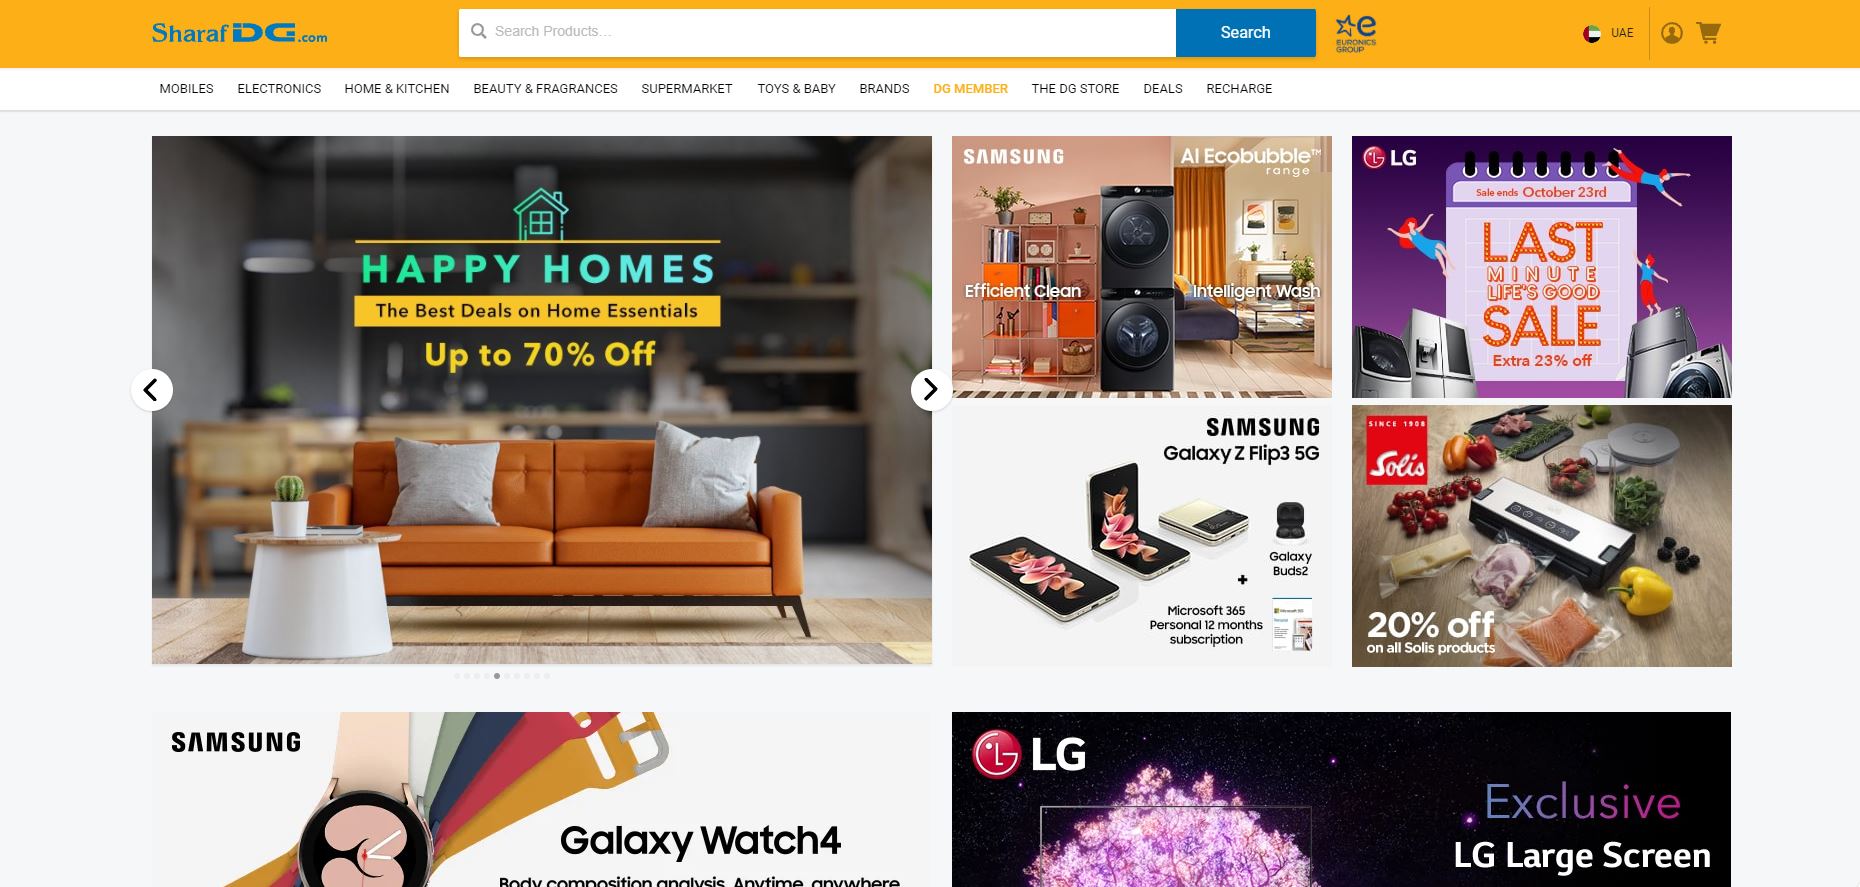 Sharaf DG.com
Search Products...
Search
EURONICS
GROUP
UAE
MOBILES
ELECTRONICS
HOME & KITCHEN
BEAUTY & FRAGRANCES
SUPERMARKET
TOYS & BABY
BRANDS
DG MEMBER
THE DG STORE
DEALS
RECHARGE
HAPPY HOMES
The Best Deals on Home Essentials
Up to 70% Off
SAMSUNG
AI Ecobubble™
range
Efficient Clean
Intelligent Wash
LG
Sale ends October 23rd
LAST
MINUTE
LIFE'S GOOD
SALE
Extra 23% off
SAMSUNG
Galaxy Z Flip3 5G
Galaxy
Buds2
+
Microsoft 365
Personal 12 months
subscription
SINCE 1908
Solis
20% off
on all Solis products
SAMSUNG
Galaxy Watch4
Body composition analysis. Anytime, anywhere
LG
Exclusive
LG Large Screen